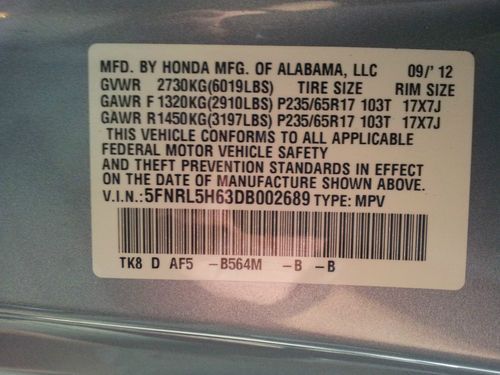 MFD. BY HONDA MFG. OF ALABAMA, LLC 09/' 12
GVWR 2730KG(6019LBS) TIRE SIZE RIM SIZE
GAWR F 1320KG(2910LBS) P235/65R17 103T 17X7J
GAWR R1450KG(3197LBS) P235/65R17 103T 17X7J
THIS VEHICLE CONFORMS TO ALL APPLICABLE
FEDERAL MOTOR VEHICLE SAFETY
AND THEFT PREVENTION STANDARDS IN EFFECT
ON THE DATE OF MANUFACTURE SHOWN ABOVE.
V.I.N.:5FNRL5H63DB002689 TYPE: MPV
TK8 D AF5 -B564M -B -B